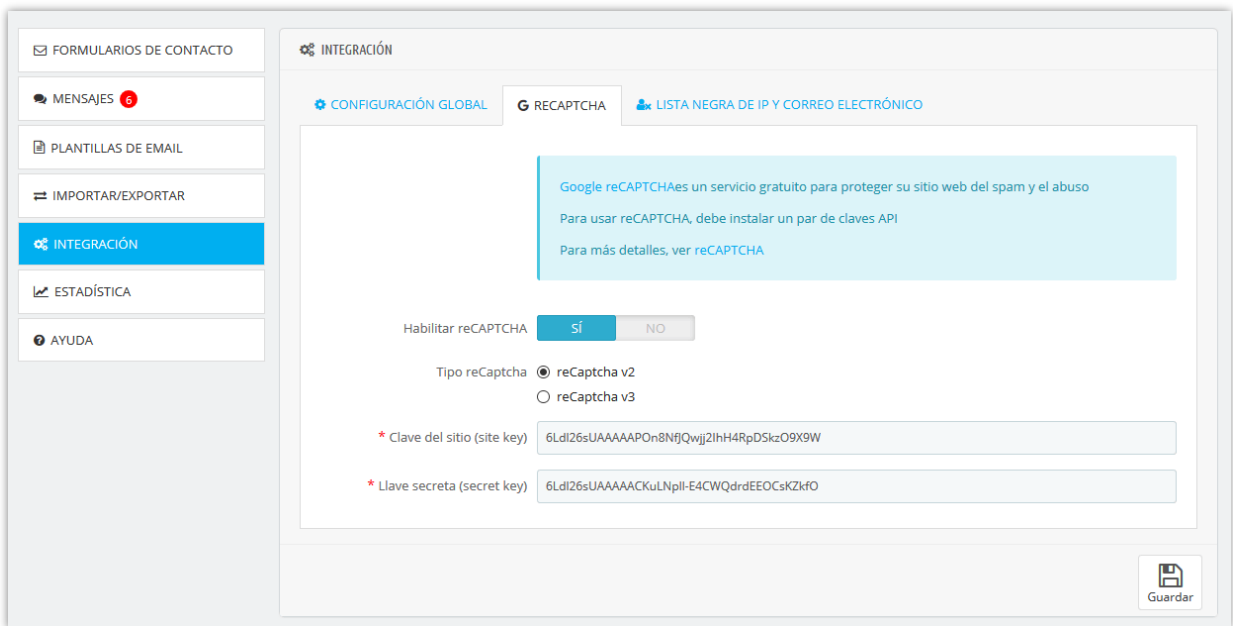 FORMULARIOS DE CONTACTO
MENSAJES 6
PLANTILLAS DE EMAIL
IMPORTAR/EXPORTAR
INTEGRACIÓN
ESTADÍSTICA
AYUDA
INTEGRACIÓN
CONFIGURACIÓN GLOBAL
RECAPTCHA
LISTA NEGRA DE IP Y CORREO ELECTRÓNICO
Google reCAPTCHAes un servicio gratuito para proteger su sitio web del spam y el abuso
Para usar reCAPTCHA, debe instalar un par de claves API
Para más detalles, ver reCAPTCHA
Habilitar reCAPTCHA SÍ NO
Tipo reCaptcha reCaptcha v2
reCaptcha v3
* Clave del sitio (site key) 6LdI26sUAAAAAPOn8NfJQwjj2IhH4RpDSkzO9X9W
* Llave secreta (secret key) 6LdI26sUAAAAACKuLNpII-E4CWQdrdEEOCsKZkfO
Guardar